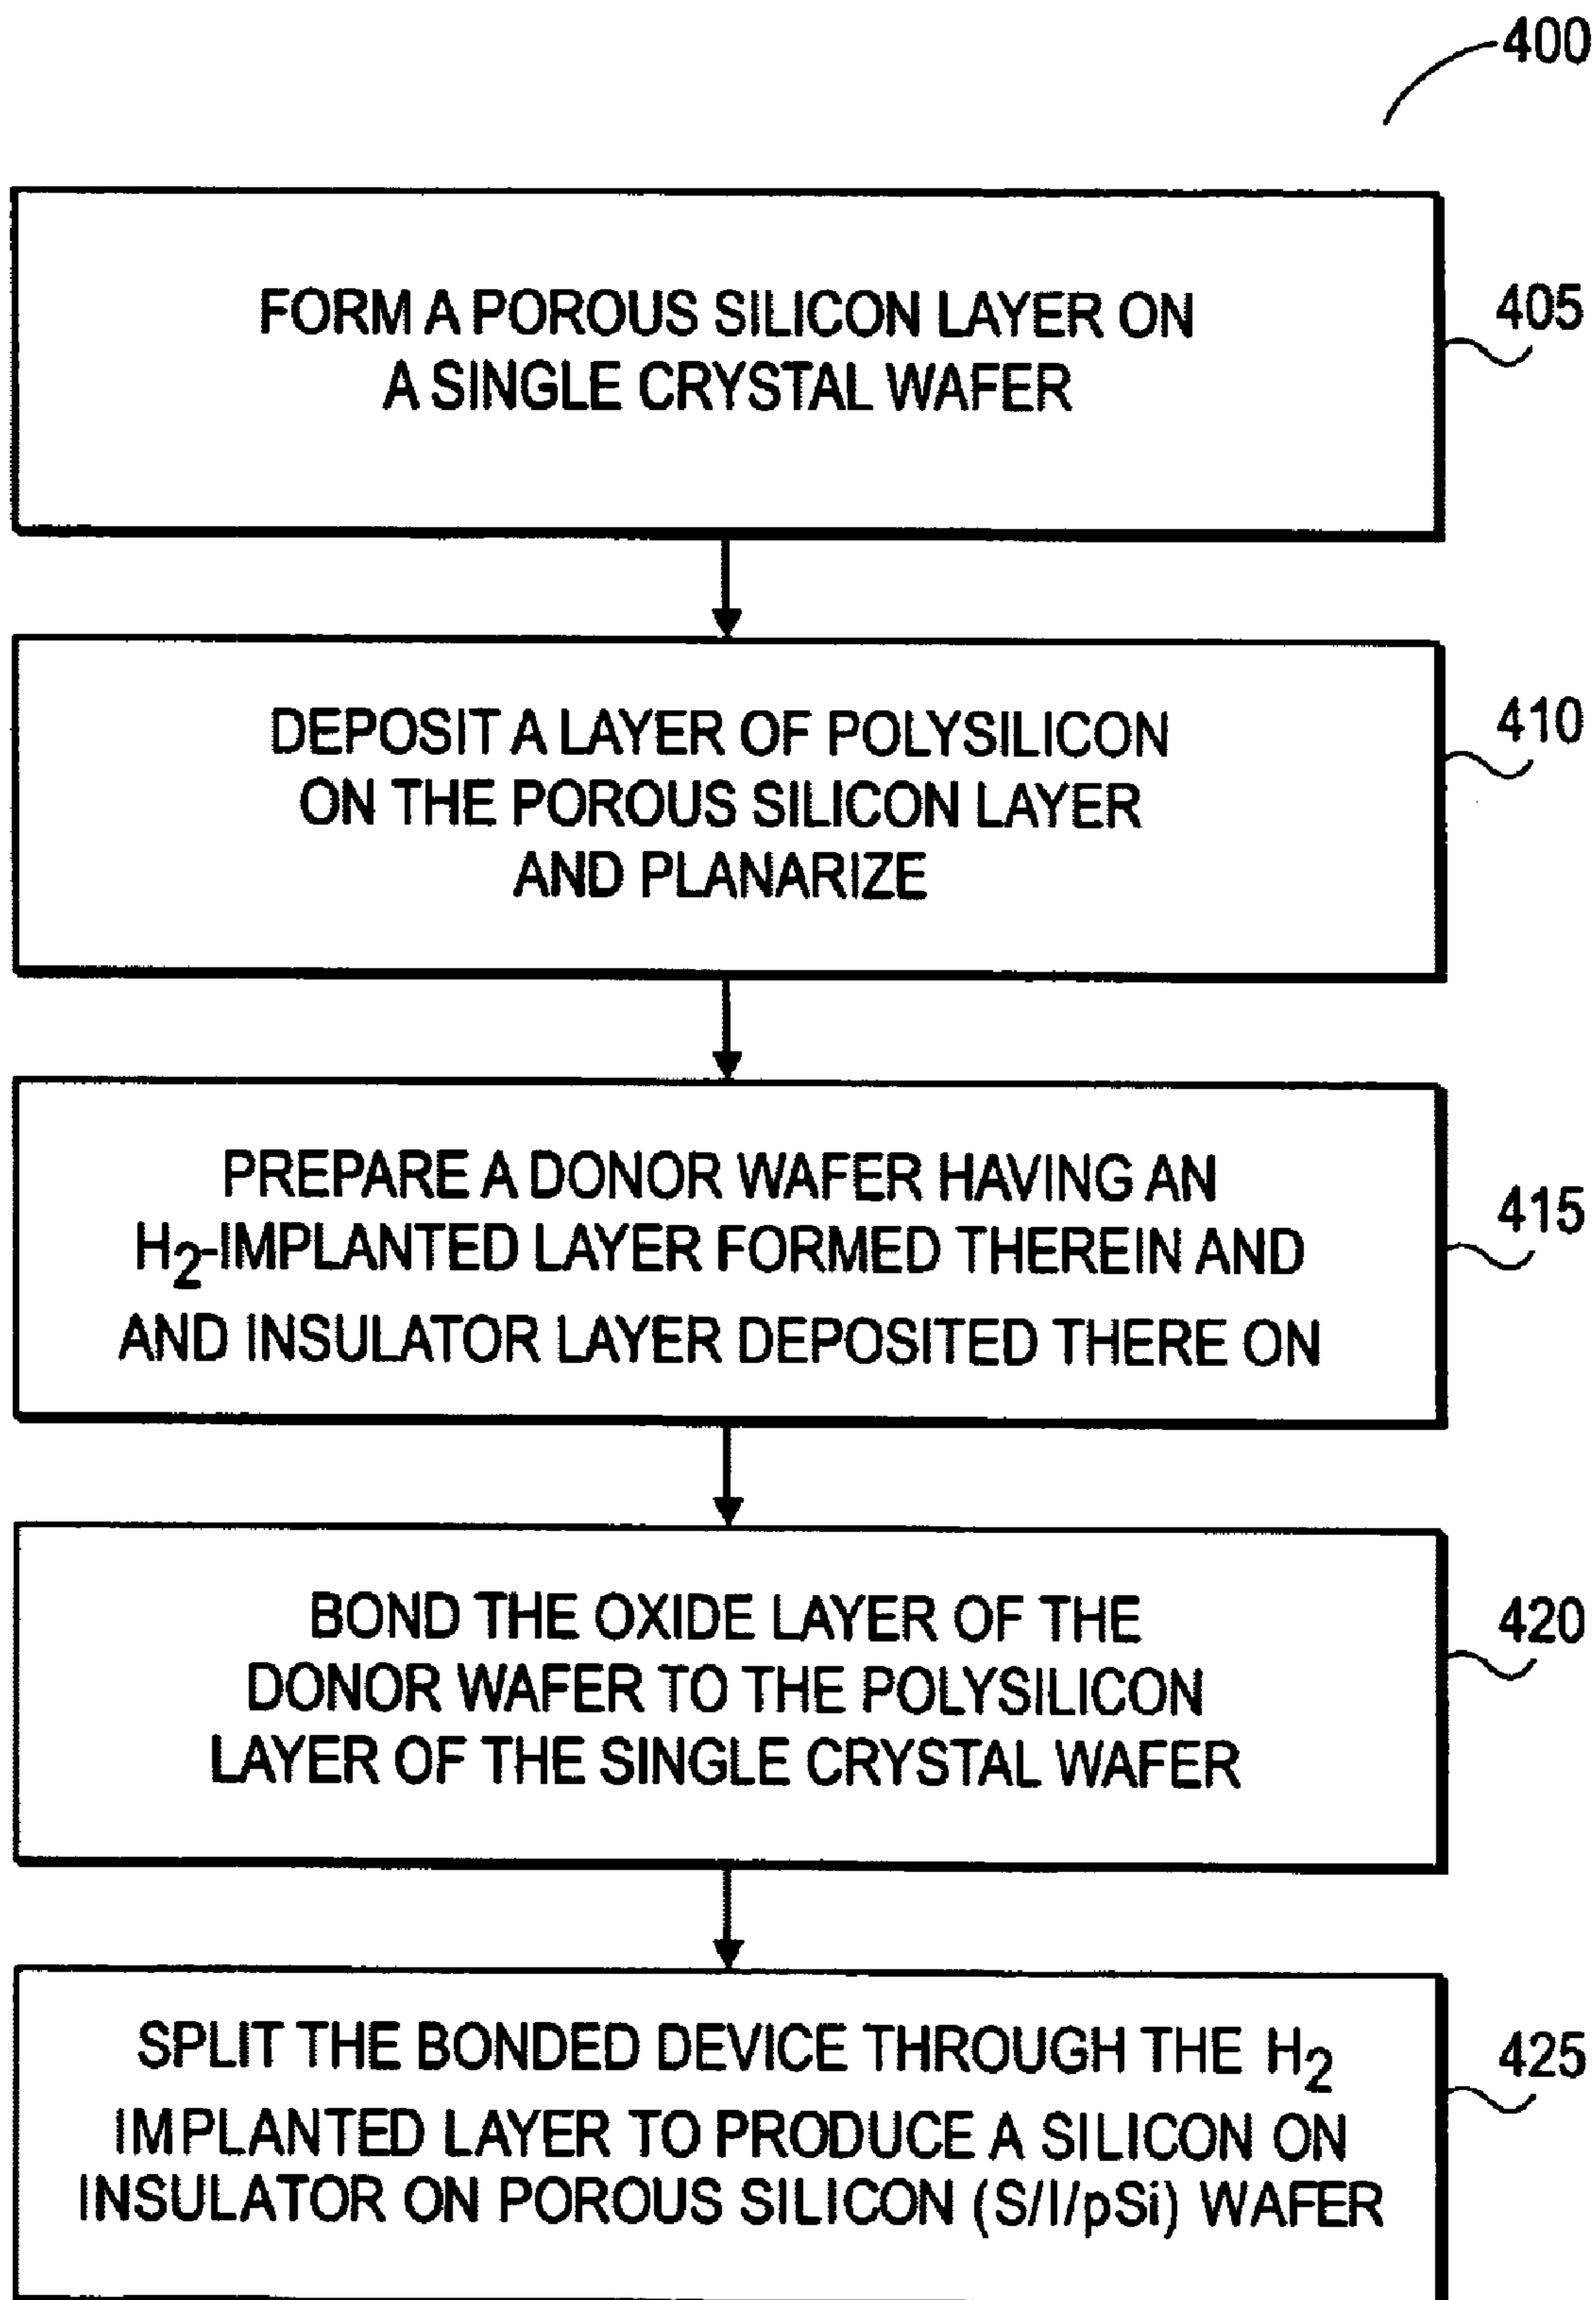 400
FORM A POROUS SILICON LAYER ON
A SINGLE CRYSTAL WAFER
405
DEPOSIT A LAYER OF POLYSILICON
ON THE POROUS SILICON LAYER
AND PLANARIZE
410
PREPARE A DONOR WAFER HAVING AN
H2-IMPLANTED LAYER FORMED THEREIN AND
AND INSULATOR LAYER DEPOSITED THERE ON
415
BOND THE OXIDE LAYER OF THE
DONOR WAFER TO THE POLYSILICON
LAYER OF THE SINGLE CRYSTAL WAFER
420
SPLIT THE BONDED DEVICE THROUGH THE H2
IMPLANTED LAYER TO PRODUCE A SILICON ON
INSULATOR ON POROUS SILICON (S/I/pSi) WAFER
425